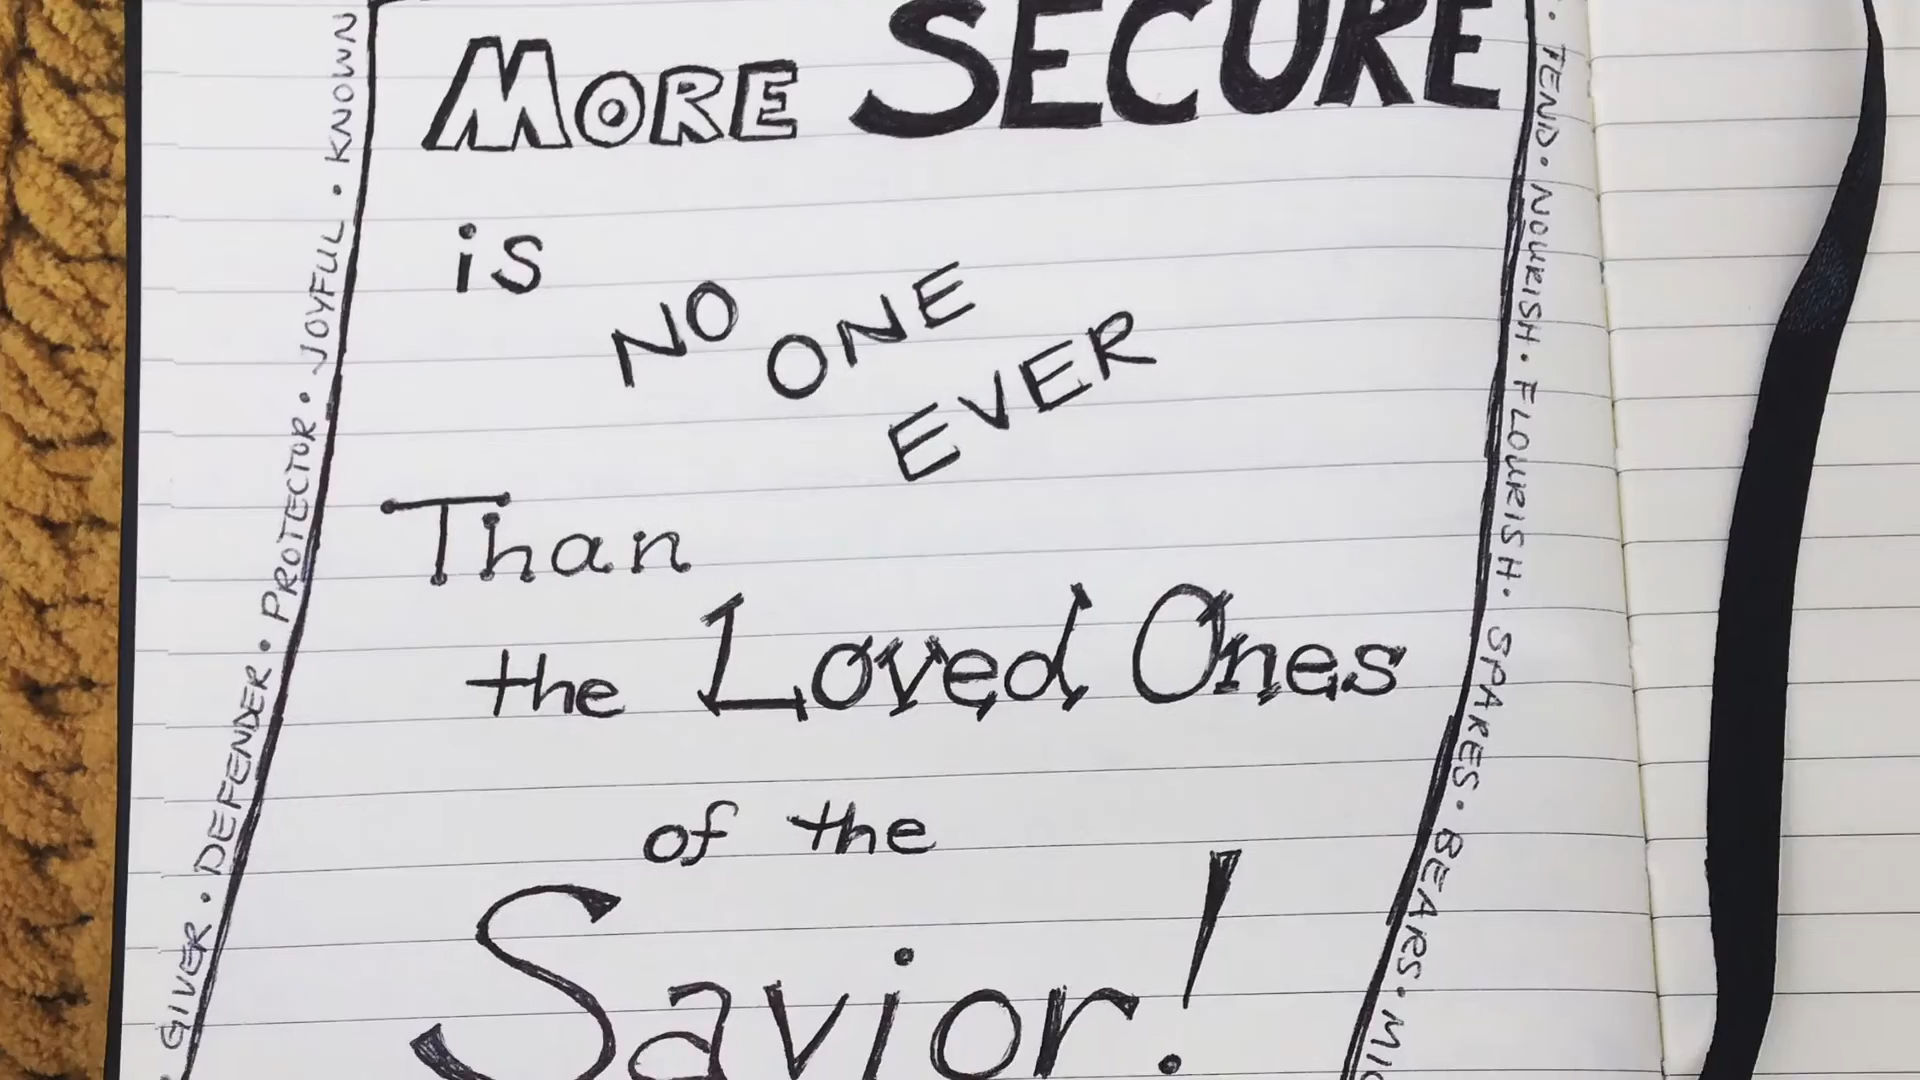 MORE SECURE
is
NO ONE
EVER
Than
the Loved Ones
of the
Savior!
GIVER · DEFENDER · PROTECTOR · JOYFUL · KNOWN
· TEND · NOURISH · FLOURISH · SPARES · BEARS ·